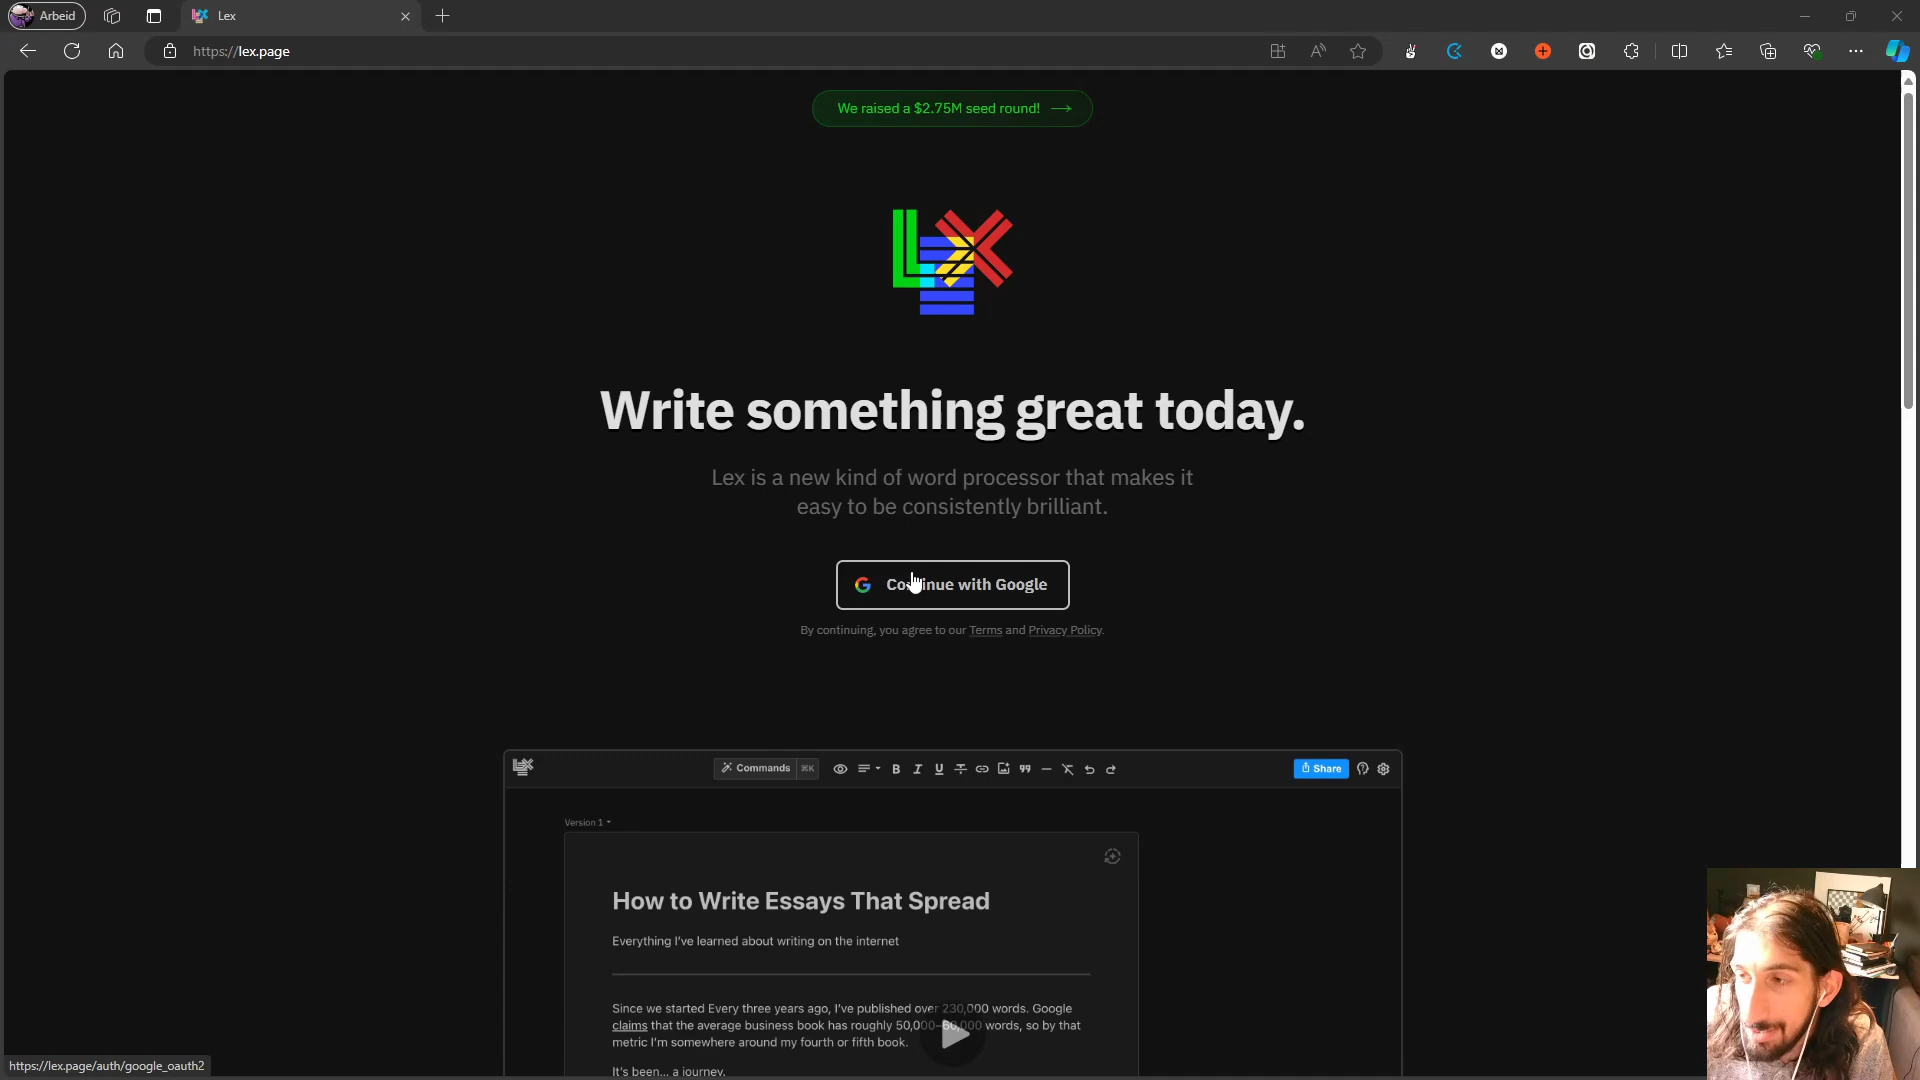 Arbeid
Lex
https://lex.page
We raised a $2.75M seed round! →
Lex
Write something great today.
Lex is a new kind of word processor that makes it
easy to be consistently brilliant.
Continue with Google
By continuing, you agree to our Terms and Privacy Policy.
Commands ⌘K
B I U
Share
Version 1
How to Write Essays That Spread
Everything I've learned about writing on the internet
Since we started Every three years ago, I've published over 230,000 words. Google
claims that the average business book has roughly 50,000–60,000 words, so by that
metric I'm somewhere around my fourth or fifth book.
It's been... a journey.
https://lex.page/auth/google_oauth2